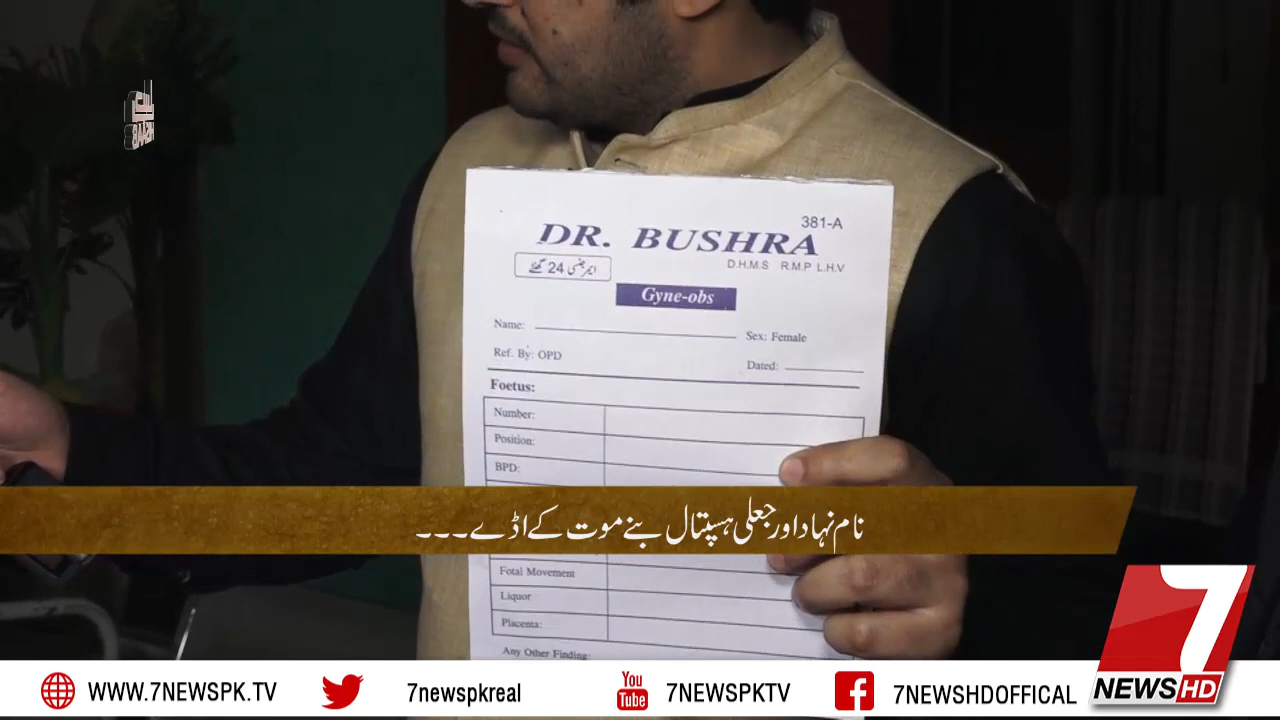 381-A
DR. BUSHRA
D.H.M.S R.M.P L.H.V
ایمرجنسی 24 گھنٹے
Gyne-obs
Name:
Sex: Female
Ref. By: OPD
Dated:
Foetus:
Number:
Position:
BPD:
نام نہاد اور جعلی ہسپتال بنے موت کے اڈے ۔۔۔
Fotal Movement
Liquor
Placenta:
Any Other Finding:
7
NEWS HD
WWW.7NEWSPK.TV
7newspkreal
You
Tube
7NEWSPKTV
7NEWSHDOFFICAL